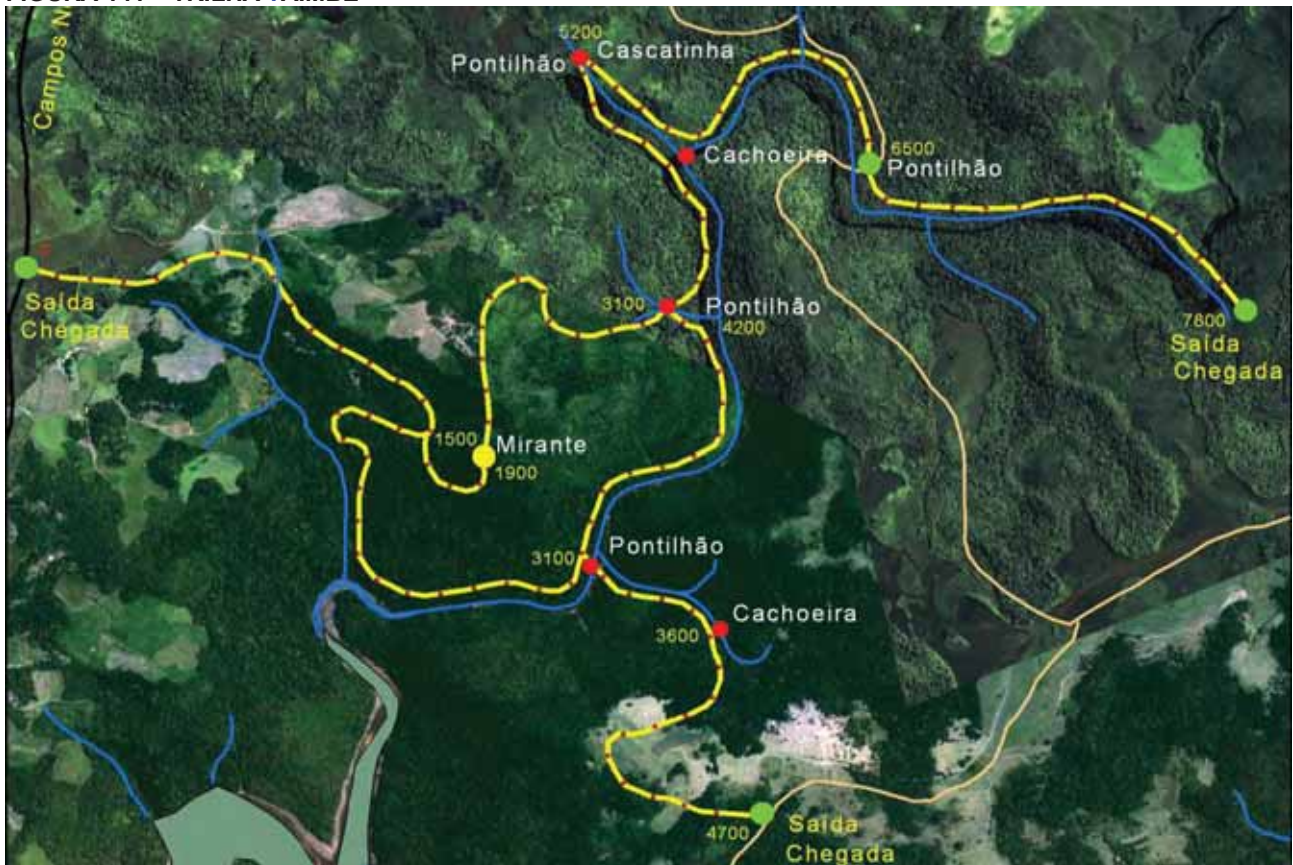 Campos N
5200
Cascatinha
Pontilhão
Cachoeira
6500
Pontilhão
Saída
Chegada
3100
Pontilhão
4200
7800
Saída
Chegada
1500
Mirante
1900
3100
Pontilhão
Cachoeira
3600
4700
Saída
Chegada